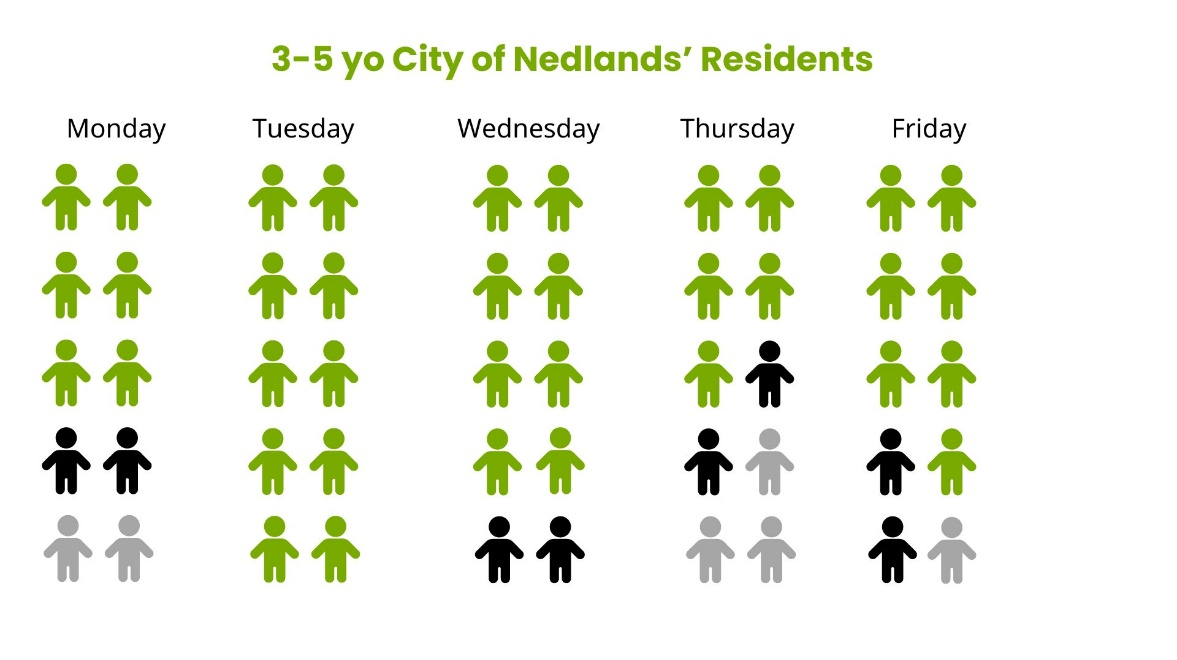 3-5 yo City of Nedlands’ Residents
Monday Tuesday Wednesday Thursday Friday